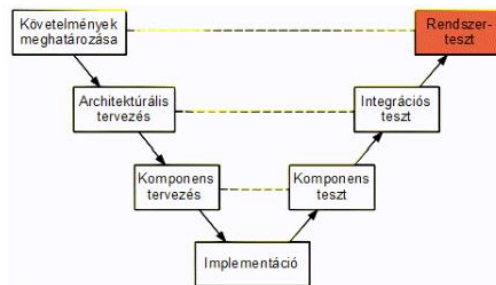 Követelmények
meghatározása
Rendszer-
teszt
Architektúrális
tervezés
Integrációs
teszt
Komponens
tervezés
Komponens
teszt
Implementáció